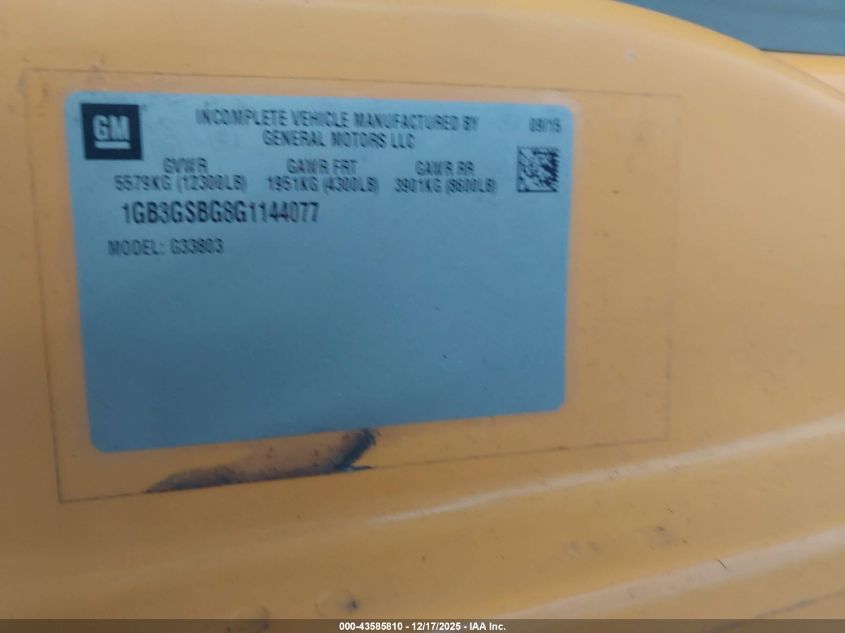 GM
INCOMPLETE VEHICLE MANUFACTURED BY
GENERAL MOTORS LLC
09/15
GVWR GAWR FRT GAWR RR
5579KG (12300LB) 1951KG (4300LB) 3901KG (8600LB)
1GB3GSBG8G1144077
MODEL: G33803
000-43585810 - 12/17/2025 - IAA Inc.